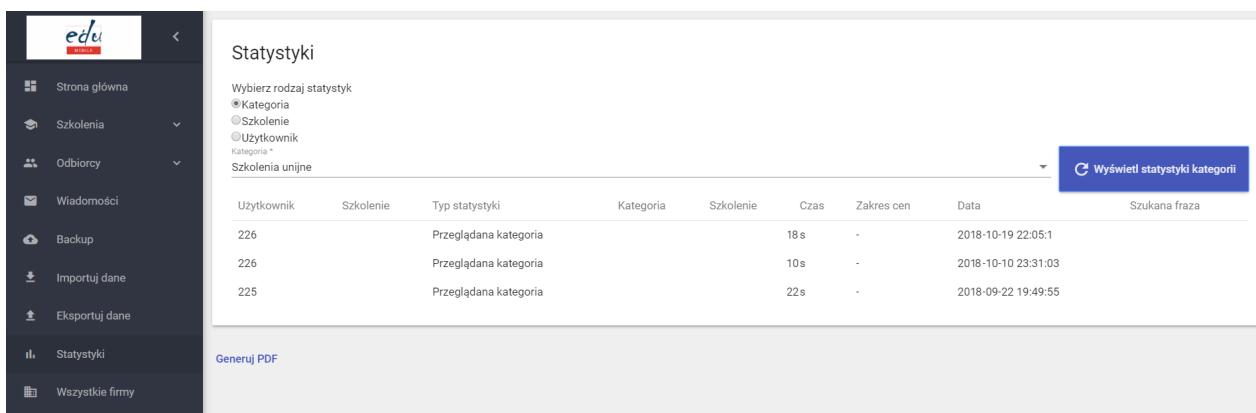 edu
MOBILE
Strona główna
Szkolenia
Odbiorcy
Wiadomości
Backup
Importuj dane
Eksportuj dane
Statystyki
Wszystkie firmy
Statystyki
Wybierz rodzaj statystyk
Kategoria
Szkolenie
Użytkownik
Kategoria *
Szkolenia unijne
Wyświetl statystyki kategorii
Użytkownik Szkolenie Typ statystyki Kategoria Szkolenie Czas Zakres cen Data Szukana fraza
226 Przeglądana kategoria 18 s - 2018-10-19 22:05:1
226 Przeglądana kategoria 10 s - 2018-10-10 23:31:03
225 Przeglądana kategoria 22 s - 2018-09-22 19:49:55
Generuj PDF